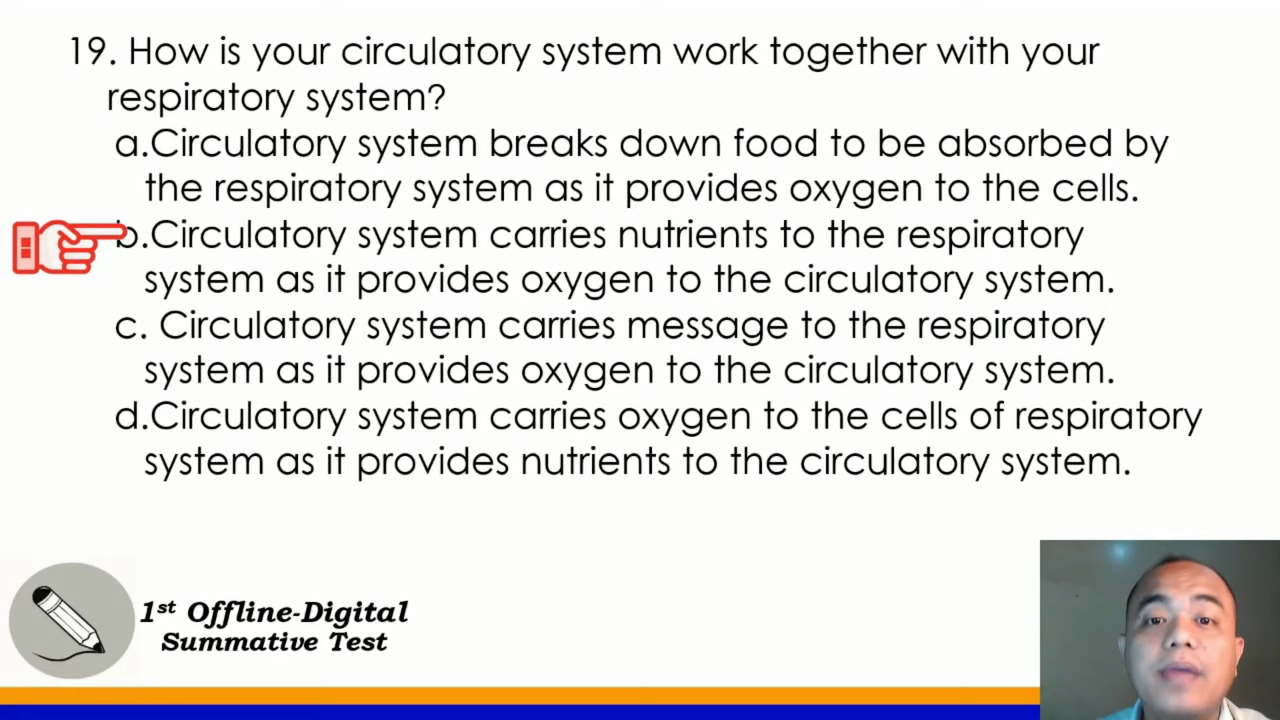 19. How is your circulatory system work together with your
respiratory system?
a.Circulatory system breaks down food to be absorbed by
the respiratory system as it provides oxygen to the cells.
b.Circulatory system carries nutrients to the respiratory
system as it provides oxygen to the circulatory system.
c. Circulatory system carries message to the respiratory
system as it provides oxygen to the circulatory system.
d.Circulatory system carries oxygen to the cells of respiratory
system as it provides nutrients to the circulatory system.
1st Offline-Digital
Summative Test